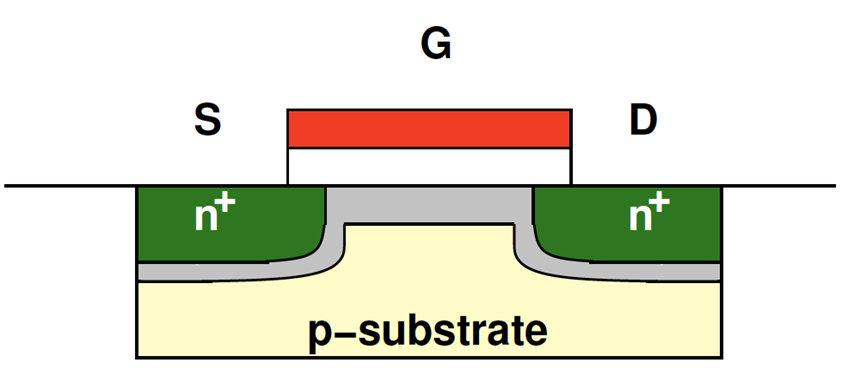 G
S
D
n+
n+
p–substrate